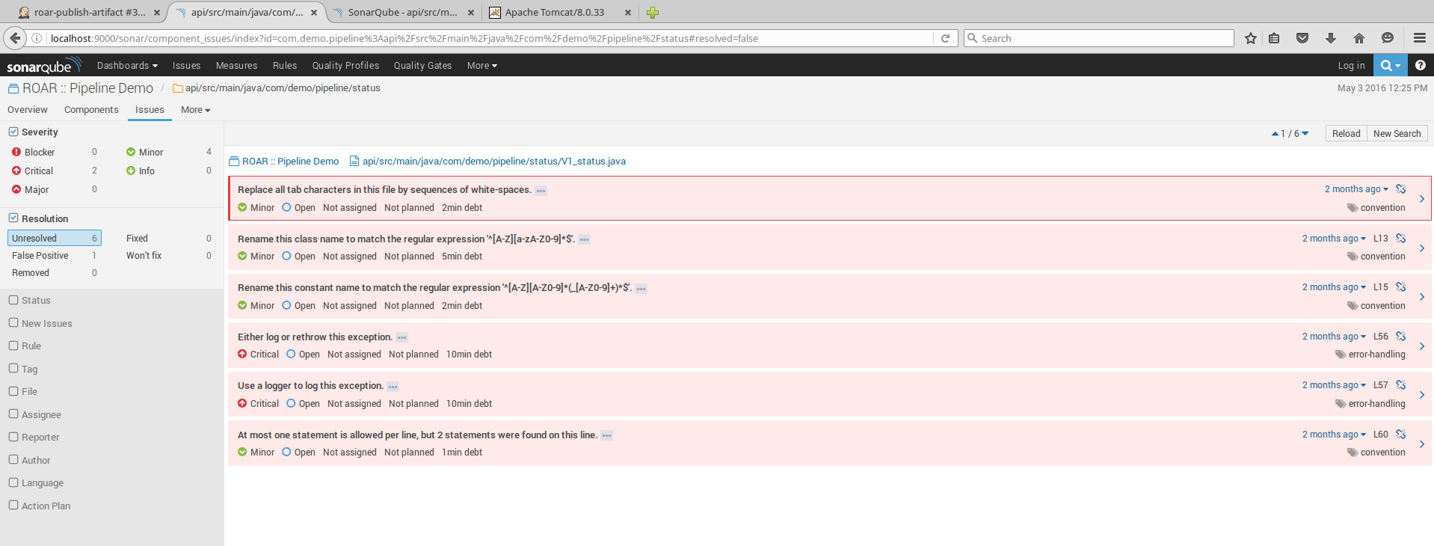 roar-publish-artifact #3... ×
api/src/main/java/com/... ×
SonarQube - api/src/m... ×
Apache Tomcat/8.0.33 ×
localhost:9000/sonar/component_issues/index?id=com.demo.pipeline%3Aapi%2Fsrc%2Fmain%2Fjava%2Fcom%2Fdemo%2Fpipeline%2Fstatus#resolved=false
Search
sonarqube Dashboards Issues Measures Rules Quality Profiles Quality Gates More Log in ?
ROAR :: Pipeline Demo / api/src/main/java/com/demo/pipeline/status May 3 2016 12:25 PM
Overview Components Issues More
Severity
Blocker 0 Minor 4
Critical 2 Info 0
Major 0
Resolution
Unresolved 6 Fixed 0
False Positive 1 Won't fix 0
Removed 0
Status
New Issues
Rule
Tag
File
Assignee
Reporter
Author
Language
Action Plan
1 / 6 Reload New Search
ROAR :: Pipeline Demo api/src/main/java/com/demo/pipeline/status/V1_status.java
Replace all tab characters in this file by sequences of white-spaces. ... 2 months ago
Minor Open Not assigned Not planned 2min debt convention
Rename this class name to match the regular expression '^[A-Z][a-zA-Z0-9]*$'. ... 2 months ago L13
Minor Open Not assigned Not planned 5min debt convention
Rename this constant name to match the regular expression '^[A-Z][A-Z0-9]*(_[A-Z0-9]+)*$'. ... 2 months ago L15
Minor Open Not assigned Not planned 2min debt convention
Either log or rethrow this exception. ... 2 months ago L56
Critical Open Not assigned Not planned 10min debt error-handling
Use a logger to log this exception. ... 2 months ago L57
Critical Open Not assigned Not planned 10min debt error-handling
At most one statement is allowed per line, but 2 statements were found on this line. ... 2 months ago L60
Minor Open Not assigned Not planned 1min debt convention